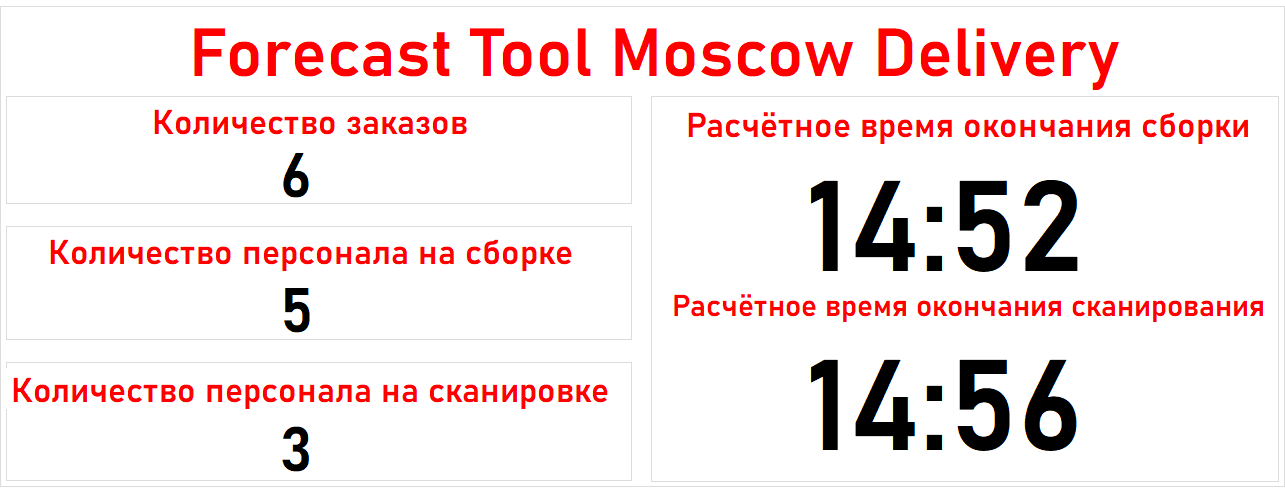 Forecast Tool Moscow Delivery
Количество заказов
6
Количество персонала на сборке
5
Количество персонала на сканировке
3
Расчётное время окончания сборки
14:52
Расчётное время окончания сканирования
14:56